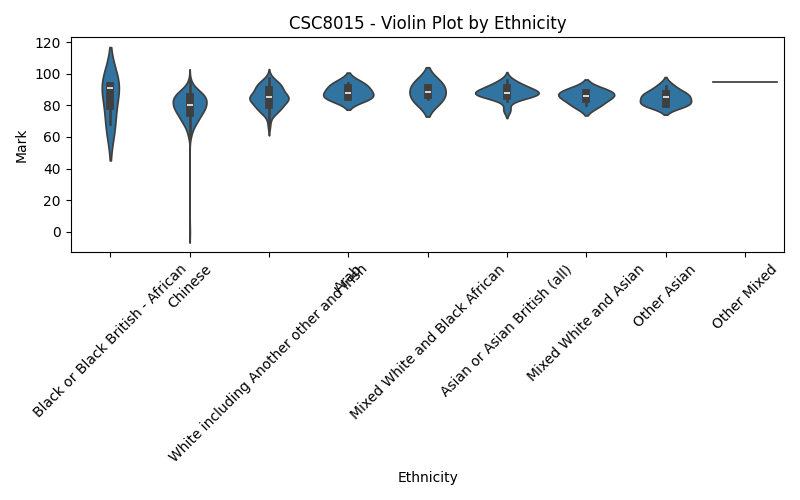 CSC8015 - Violin Plot by Ethnicity
Mark
120
100
80
60
40
20
0
Black or Black British - African
Chinese
White including Another other and Irish
Arab
Mixed White and Black African
Asian or Asian British (all)
Mixed White and Asian
Other Asian
Other Mixed
Ethnicity